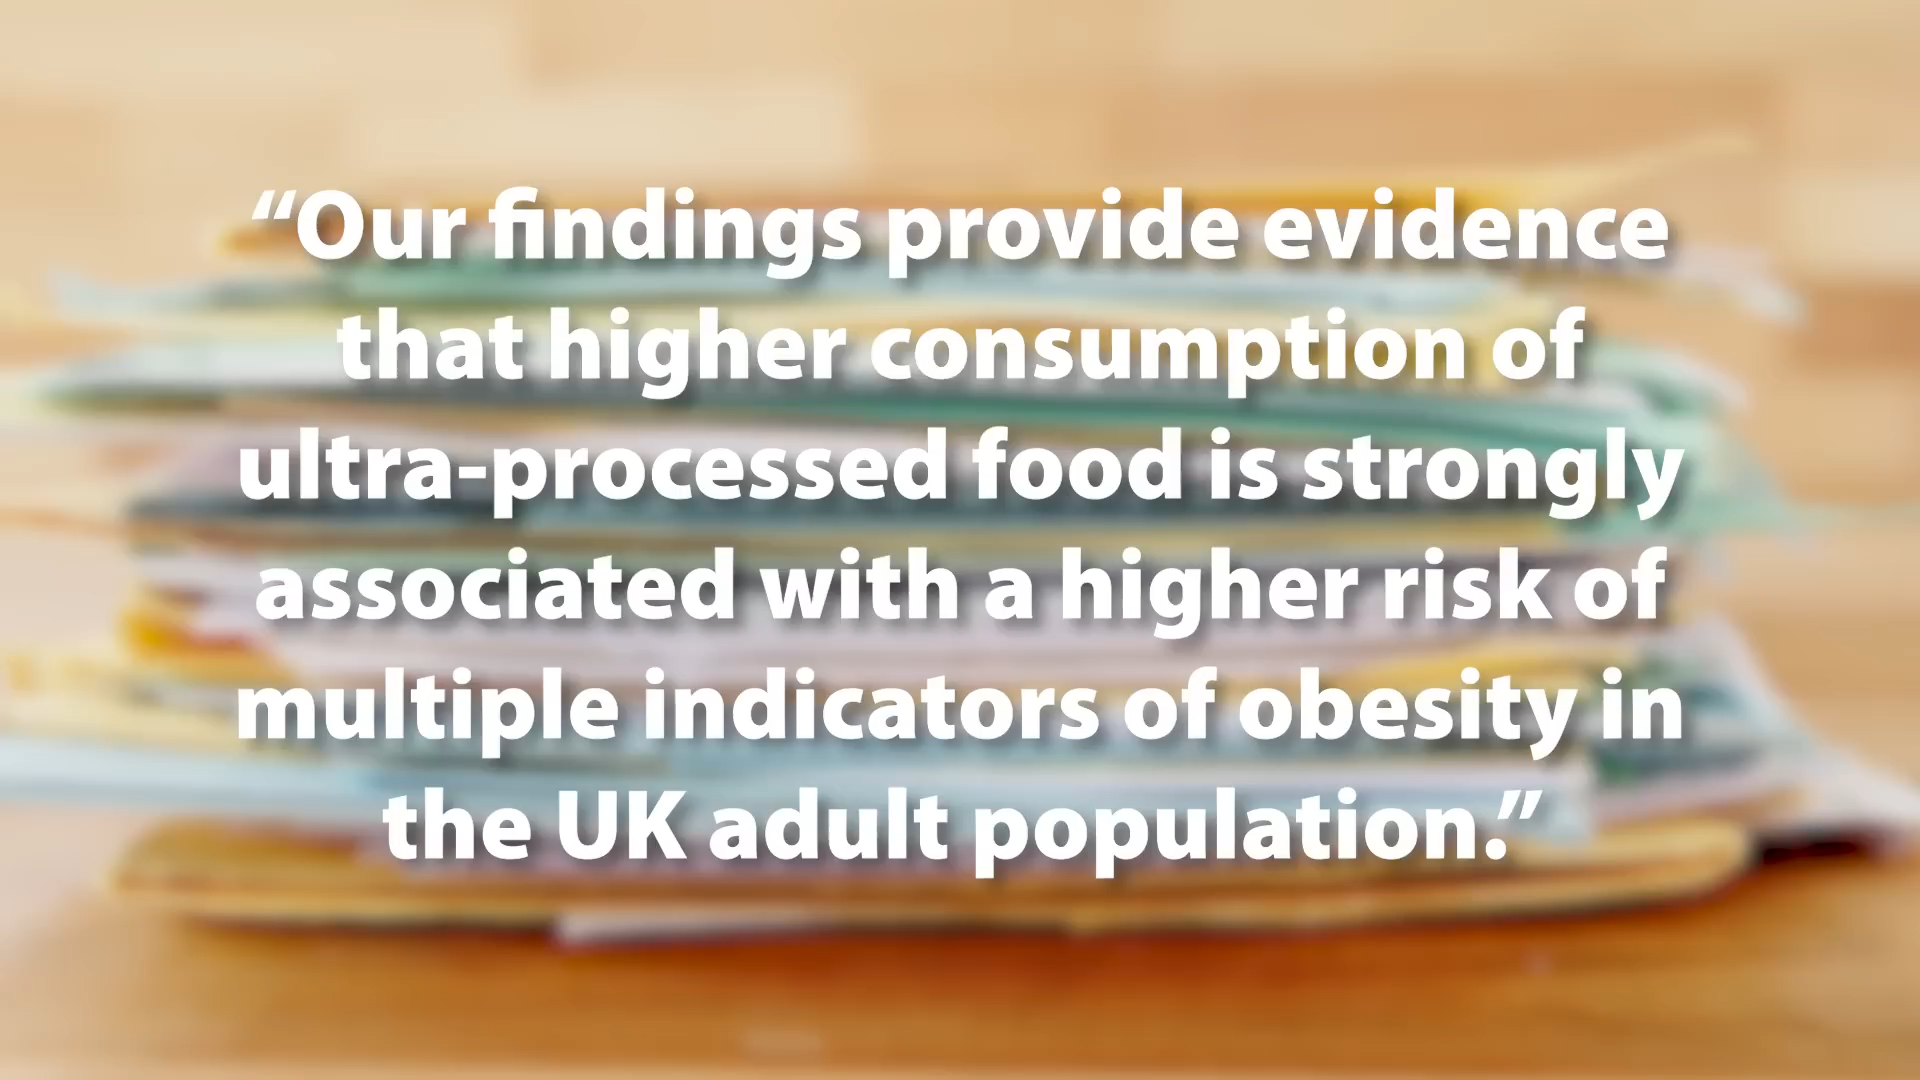 “Our findings provide evidence
that higher consumption of
ultra-processed food is strongly
associated with a higher risk of
multiple indicators of obesity in
the UK adult population.”